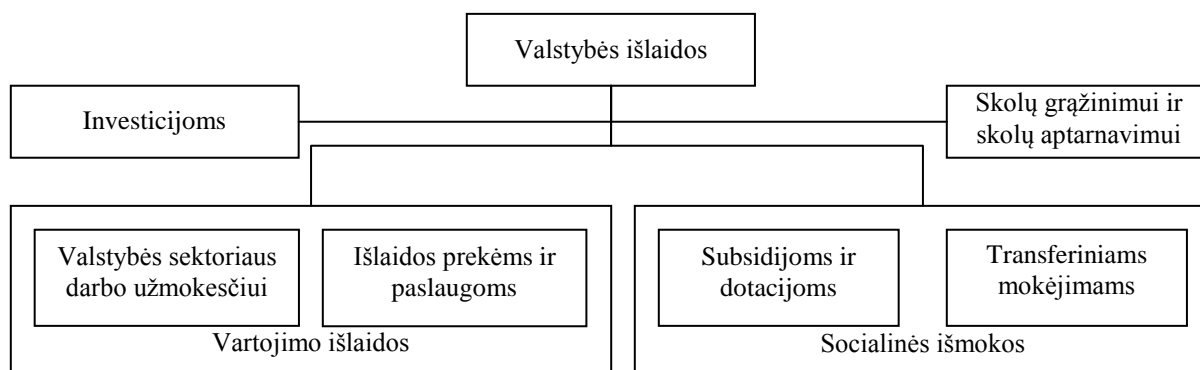 Valstybės išlaidos
Investicijoms
Skolų grąžinimui ir
skolų aptarnavimui
Valstybės sektoriaus
darbo užmokesčiui
Išlaidos prekėms ir
paslaugoms
Vartojimo išlaidos
Subsidijoms ir
dotacijoms
Transferiniams
mokėjimams
Socialinės išmokos